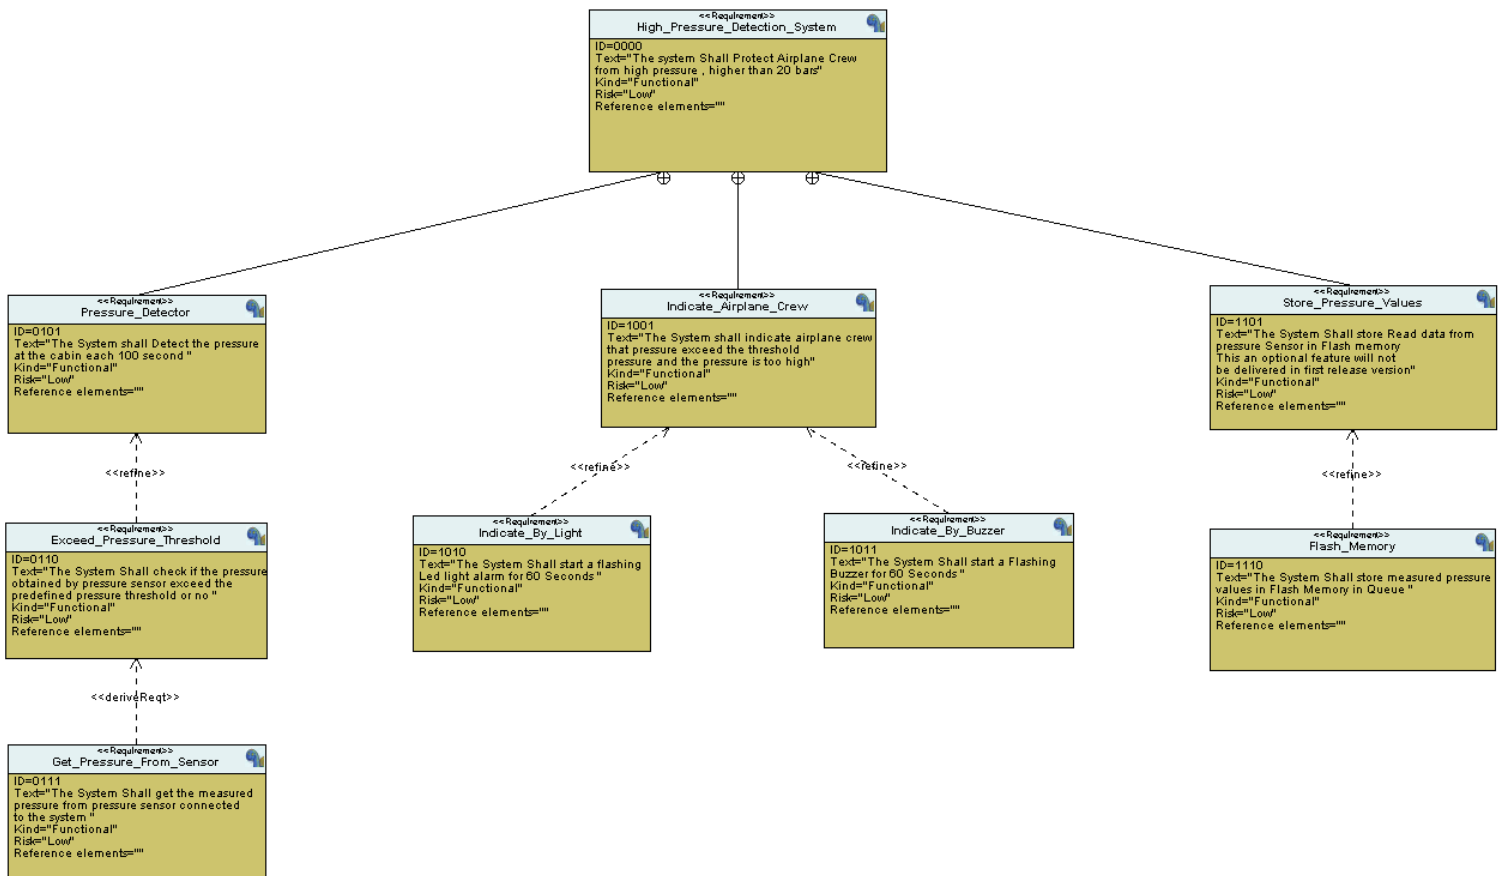 <<Requirement>>
High_Pressure_Detection_System
ID=0000
Text="The system Shall Protect Airplane Crew
from high pressure , higher than 20 bars"
Kind="Functional"
Risk="Low"
Reference elements=""
<<Requirement>>
Pressure_Detector
ID=0101
Text="The System shall Detect the pressure
at the cabin each 100 second "
Kind="Functional"
Risk="Low"
Reference elements=""
<<Requirement>>
Indicate_Airplane_Crew
ID=1001
Text="The System shall indicate airplane crew
that pressure exceed the threshold
pressure and the pressure is too high"
Kind="Functional"
Risk="Low"
Reference elements=""
<<Requirement>>
Store_Pressure_Values
ID=1101
Text="The System Shall store Read data from
pressure Sensor in Flash memory
This an optional feature will not
be delivered in first release version"
Kind="Functional"
Risk="Low"
Reference elements=""
<<refine>>
<<refine>>
<<refine>>
<<refine>>
<<Requirement>>
Exceed_Pressure_Threshold
ID=0110
Text="The System Shall check if the pressure
obtained by pressure sensor exceed the
predefined pressure threshold or no "
Kind="Functional"
Risk="Low"
Reference elements=""
<<Requirement>>
Indicate_By_Light
ID=1010
Text="The System Shall start a flashing
Led light alarm for 60 Seconds "
Kind="Functional"
Risk="Low"
Reference elements=""
<<Requirement>>
Indicate_By_Buzzer
ID=1011
Text="The System Shall start a Flashing
Buzzer for 60 Seconds "
Kind="Functional"
Risk="Low"
Reference elements=""
<<Requirement>>
Flash_Memory
ID=1110
Text="The System Shall store measured pressure
values in Flash Memory in Queue "
Kind="Functional"
Risk="Low"
Reference elements=""
<<deriveReqt>>
<<Requirement>>
Get_Pressure_From_Sensor
ID=0111
Text="The System Shall get the measured
pressure from pressure sensor connected
to the system "
Kind="Functional"
Risk="Low"
Reference elements=""